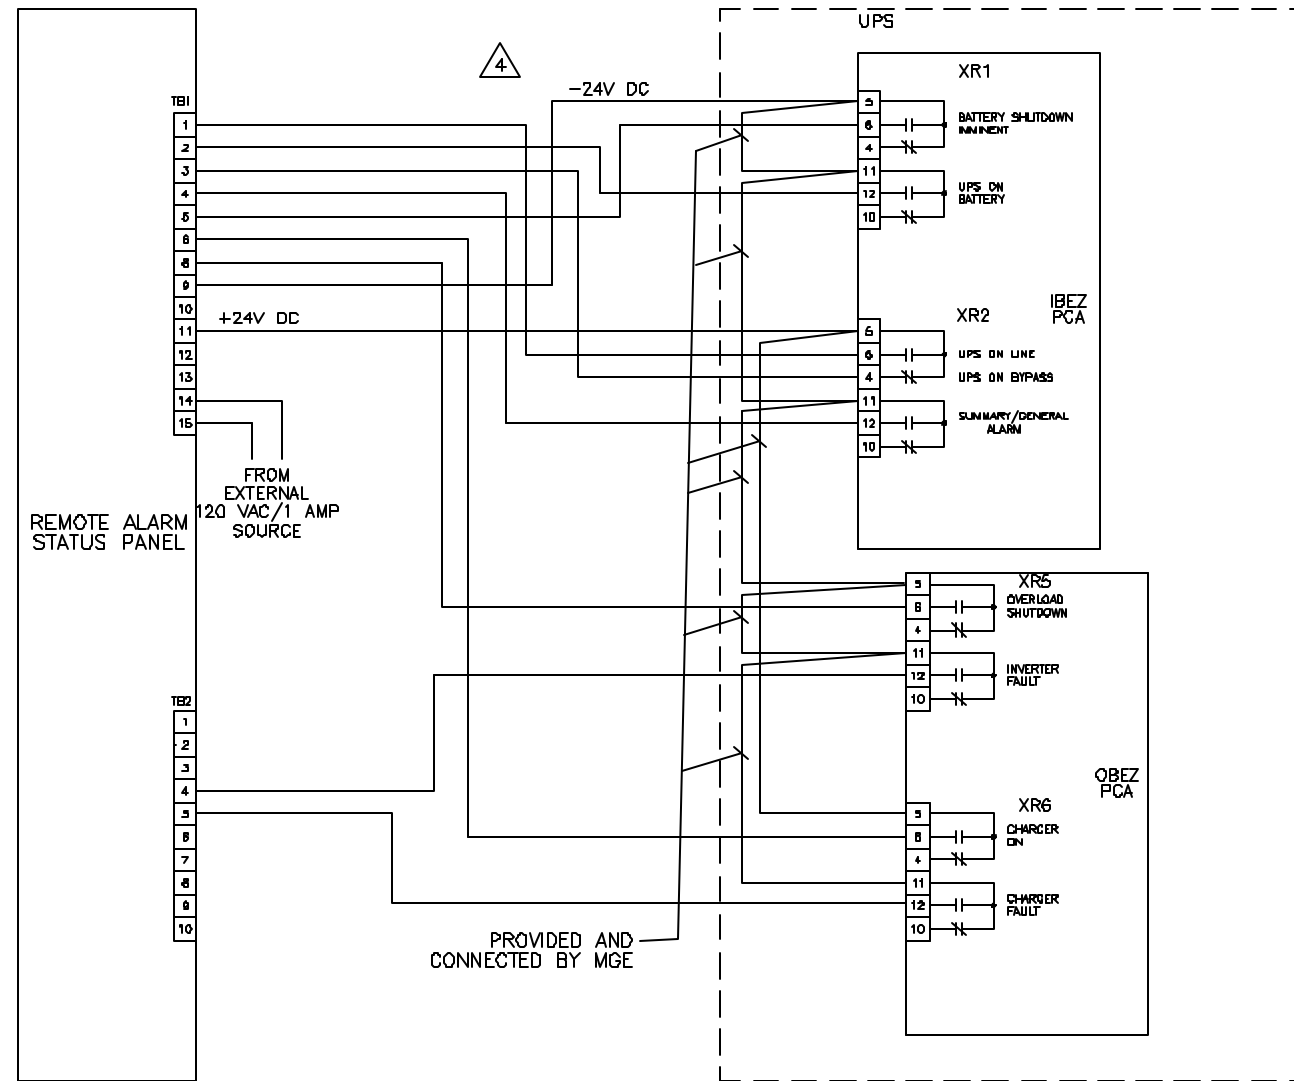 UPS
4
-24V DC
XR1
TB1
1
2
3
4
5
6
8
9
10
11
12
13
14
15
+24V DC
5
6
4
11
12
10
BATTERY SHUTDOWN
IMMINENT
UPS ON
BATTERY
XR2
IBEZ
PCA
5
6
4
11
12
10
UPS ON LINE
UPS ON BYPASS
SUMMARY/GENERAL
ALARM
FROM
EXTERNAL
120 VAC/1 AMP
SOURCE
REMOTE ALARM
STATUS PANEL
XR5
5
6
4
11
12
10
OVERLOAD
SHUTDOWN
INVERTER
FAULT
TB2
1
2
3
4
5
6
7
8
9
10
OBEZ
PCA
XR6
5
6
4
11
12
10
CHARGER
ON
CHARGER
FAULT
PROVIDED AND
CONNECTED BY MGE